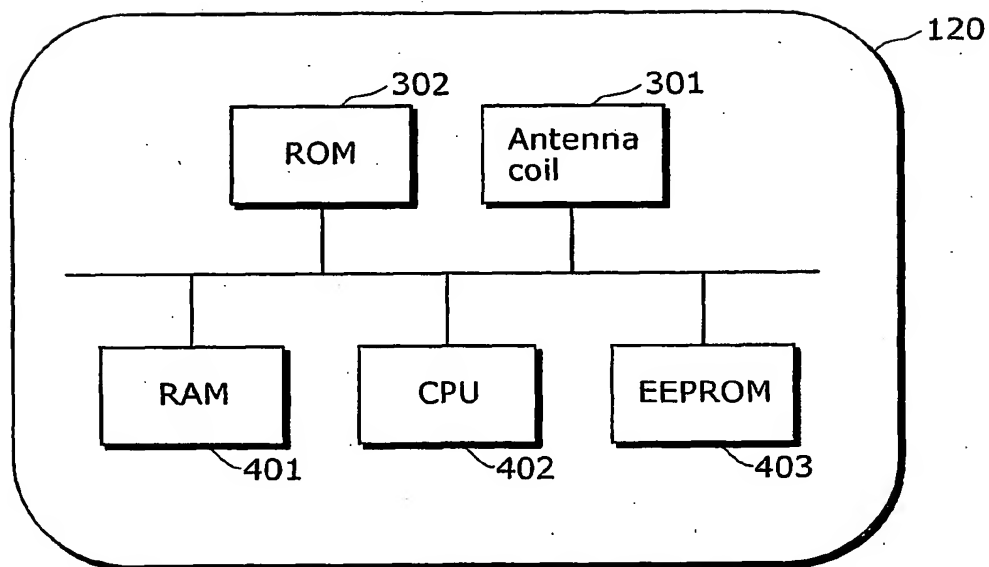 120
302
301
ROM
Antenna
coil
RAM
CPU
EEPROM
401
402
403